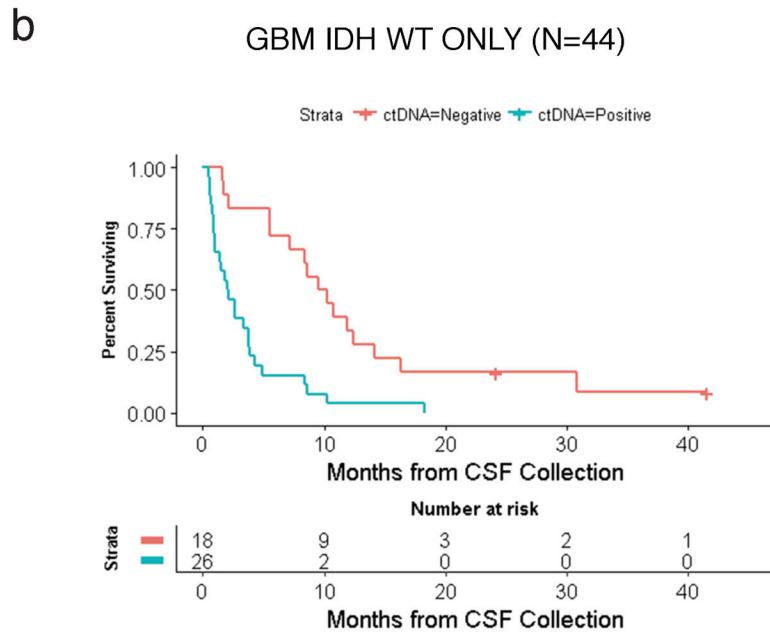 b
GBM IDH WT ONLY (N=44)
Strata ctDNA=Negative ctDNA=Positive
Percent Surviving
1.00
0.75
0.50
0.25
0.00
0 10 20 30 40
Months from CSF Collection
Number at risk
Strata
18 9 3 2 1
26 2 0 0 0
0 10 20 30 40
Months from CSF Collection